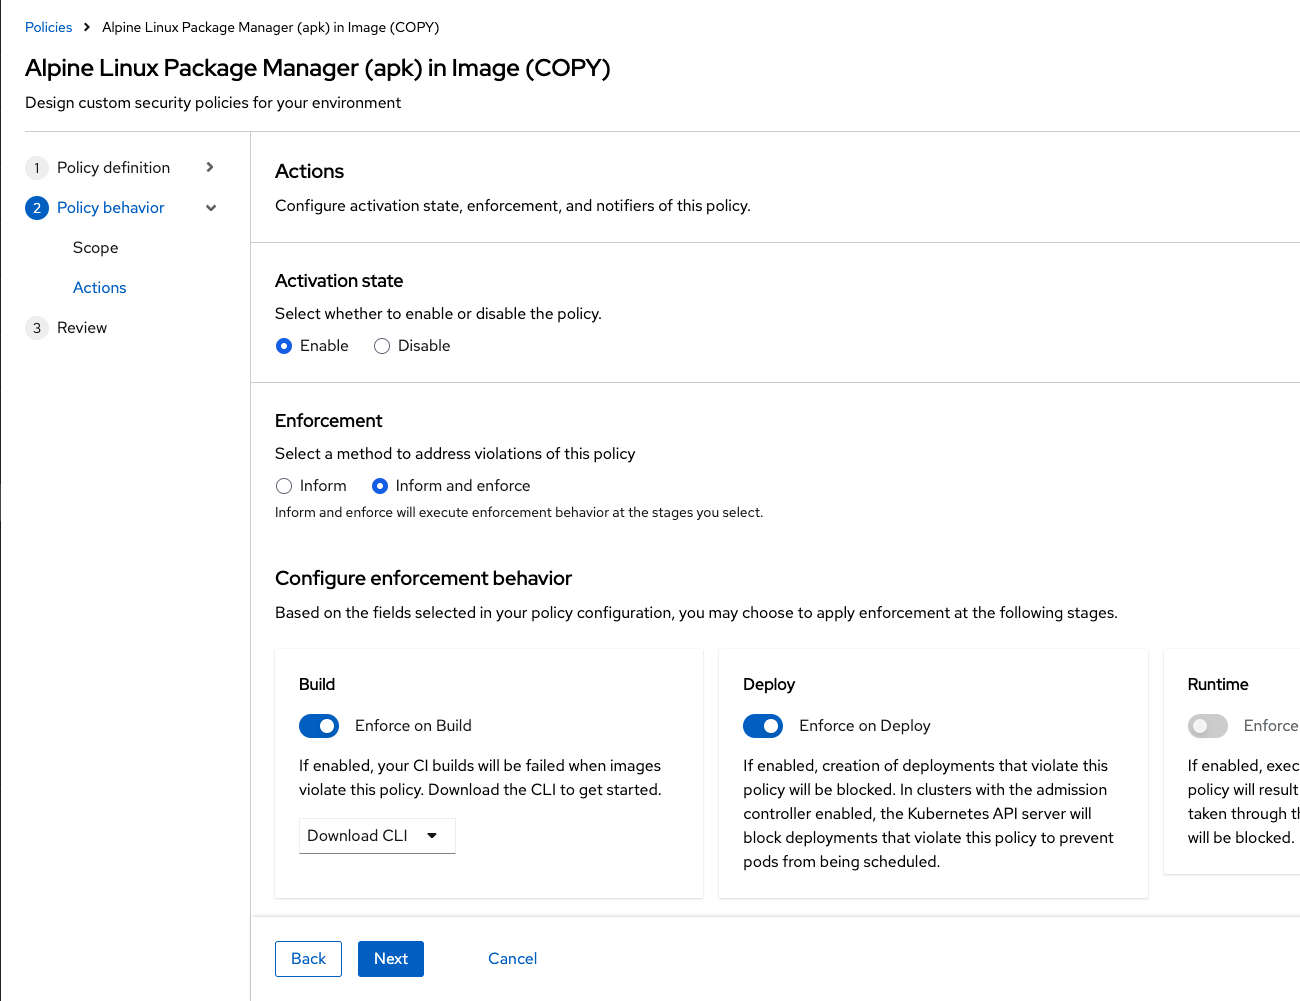 Policies > Alpine Linux Package Manager (apk) in Image (COPY)
Alpine Linux Package Manager (apk) in Image (COPY)
Design custom security policies for your environment
1 Policy definition
2 Policy behavior
Scope
Actions
3 Review
Actions
Configure activation state, enforcement, and notifiers of this policy.
Activation state
Select whether to enable or disable the policy.
Enable Disable
Enforcement
Select a method to address violations of this policy
Inform Inform and enforce
Inform and enforce will execute enforcement behavior at the stages you select.
Configure enforcement behavior
Based on the fields selected in your policy configuration, you may choose to apply enforcement at the following stages.
Build
Enforce on Build
If enabled, your CI builds will be failed when images
violate this policy. Download the CLI to get started.
Download CLI
Deploy
Enforce on Deploy
If enabled, creation of deployments that violate this
policy will be blocked. In clusters with the admission
controller enabled, the Kubernetes API server will
block deployments that violate this policy to prevent
pods from being scheduled.
Runtime
Enforce
If enabled, exec
policy will result
taken through th
will be blocked.
Back Next Cancel